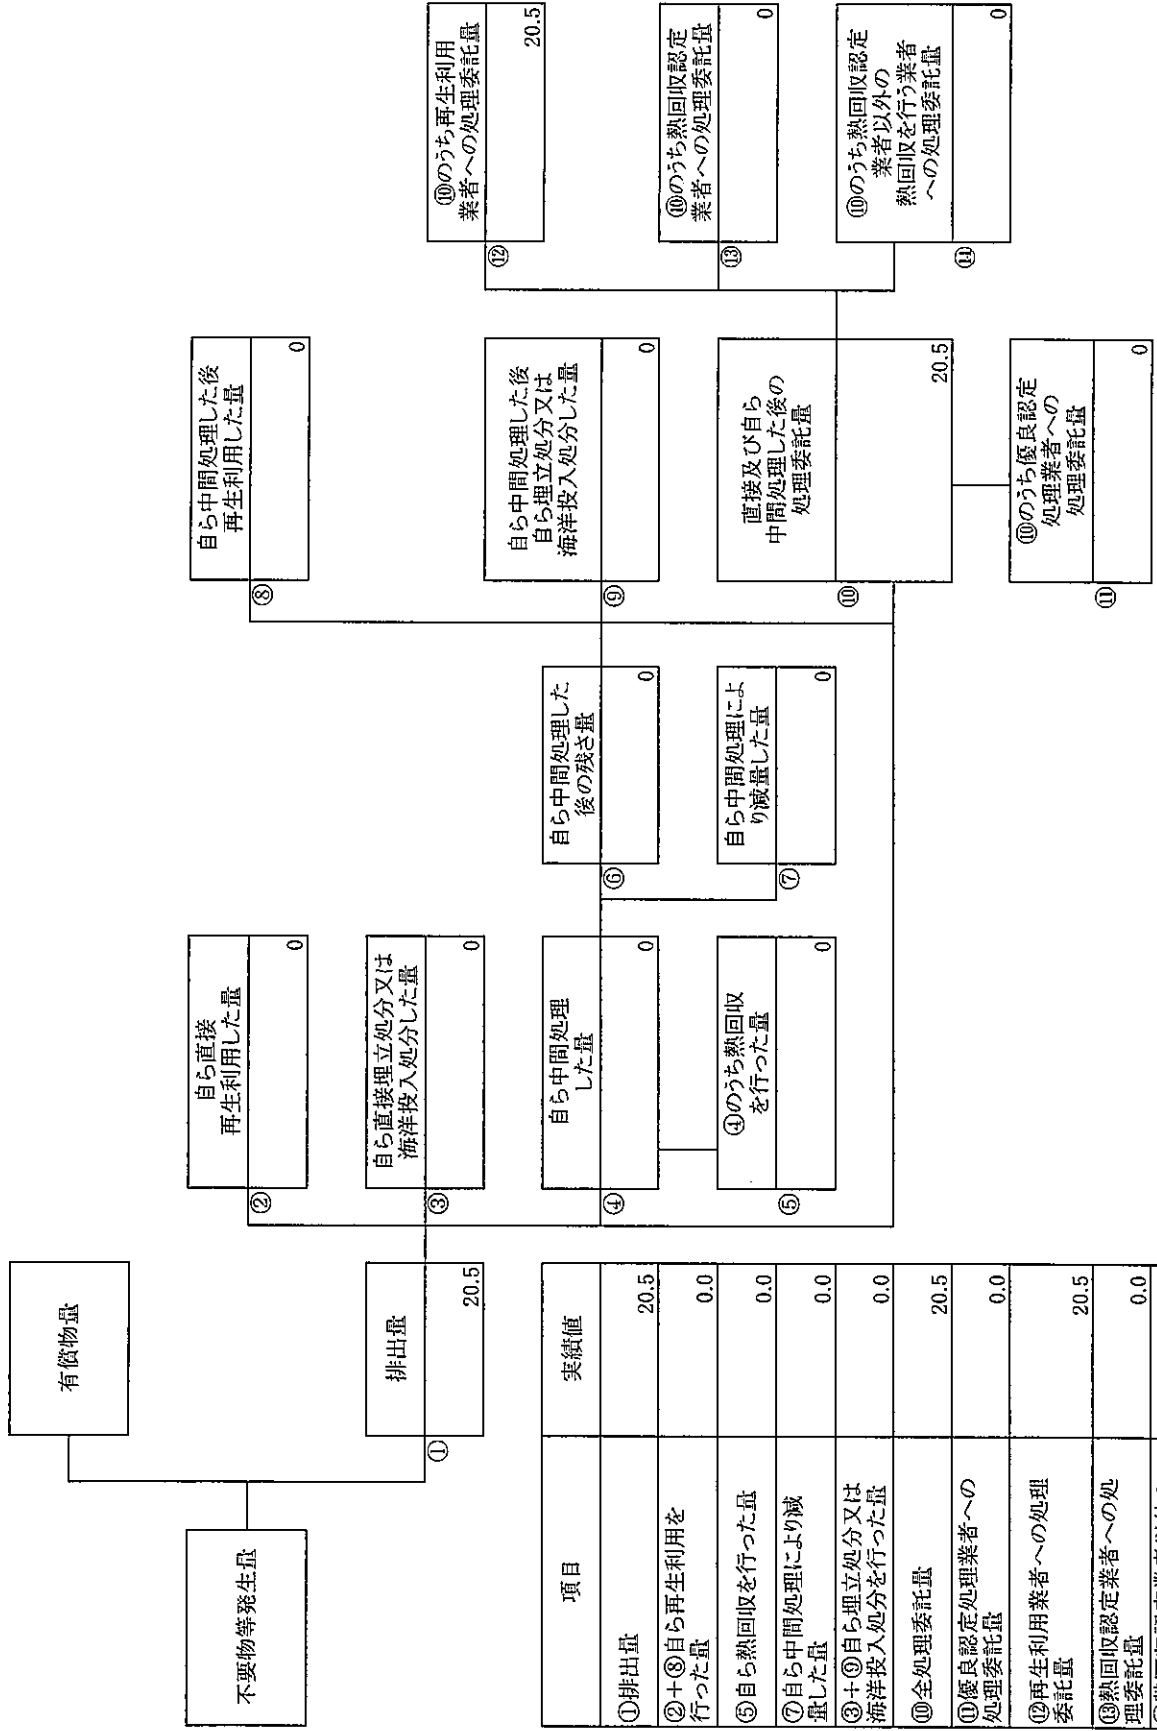 有償物量
不要物等発生量
①
排出量
20.5
②
自ら直接
再生利用した量
0
③
自ら直接埋立処分又は
海洋投入処分した量
0
④
自ら中間処理
した量
0
⑤
④のうち熱回収
を行った量
0
⑥
自ら中間処理した
後の残さ量
0
⑦
自ら中間処理によ
り減量した量
0
⑧
自ら中間処理した後
再生利用した量
0
⑨
自ら中間処理した後
自ら埋立処分又は
海洋投入処分した量
0
⑩
直接及び自ら
中間処理した後の
処理委託量
20.5
⑪
⑩のうち優良認定
処理業者への
処理委託量
0
⑫
⑩のうち再生利用
業者への処理委託量
20.5
⑬
⑩のうち熱回収認定
業者への処理委託量
0
⑭
⑩のうち熱回収認定
業者以外の
熱回収を行う業者
への処理委託量
0
項目 実績値
①排出量 20.5
②+⑧自ら再生利用を
行った量 0.0
⑤自ら熱回収を行った量 0.0
⑦自ら中間処理により減
量した量 0.0
③+⑨自ら埋立処分又は
海洋投入処分を行った量 0.0
⑩全処理委託量 20.5
⑪優良認定処理業者への
処理委託量 0.0
⑫再生利用業者への処理
委託量 20.5
⑬熱回収認定業者への処
理委託量 0.0